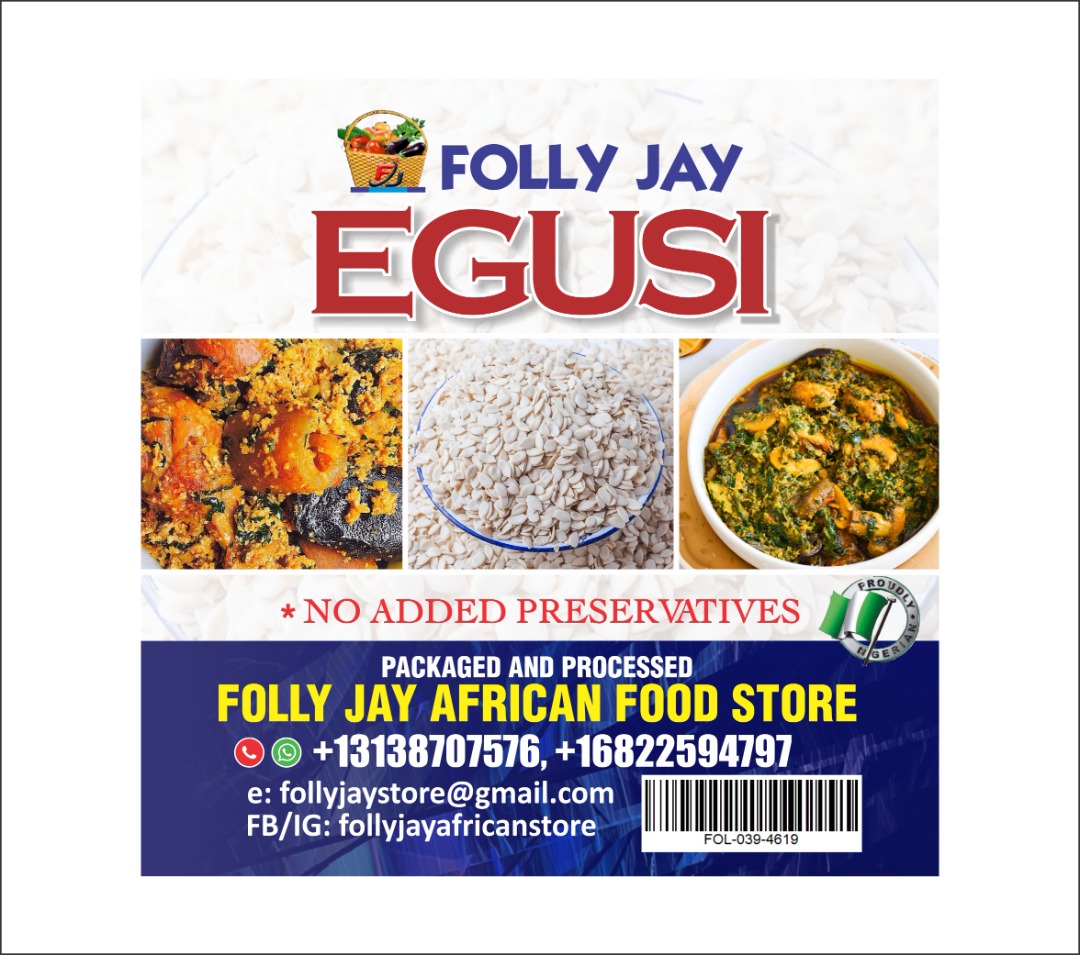 FJ
FOLLY JAY
EGUSI
* NO ADDED PRESERVATIVES
PROUDLY
NIGERIAN
PACKAGED AND PROCESSED
FOLLY JAY AFRICAN FOOD STORE
+13138707576, +16822594797
e: follyjaystore@gmail.com
FB/IG: follyjayafricanstore
FOL-039-4619